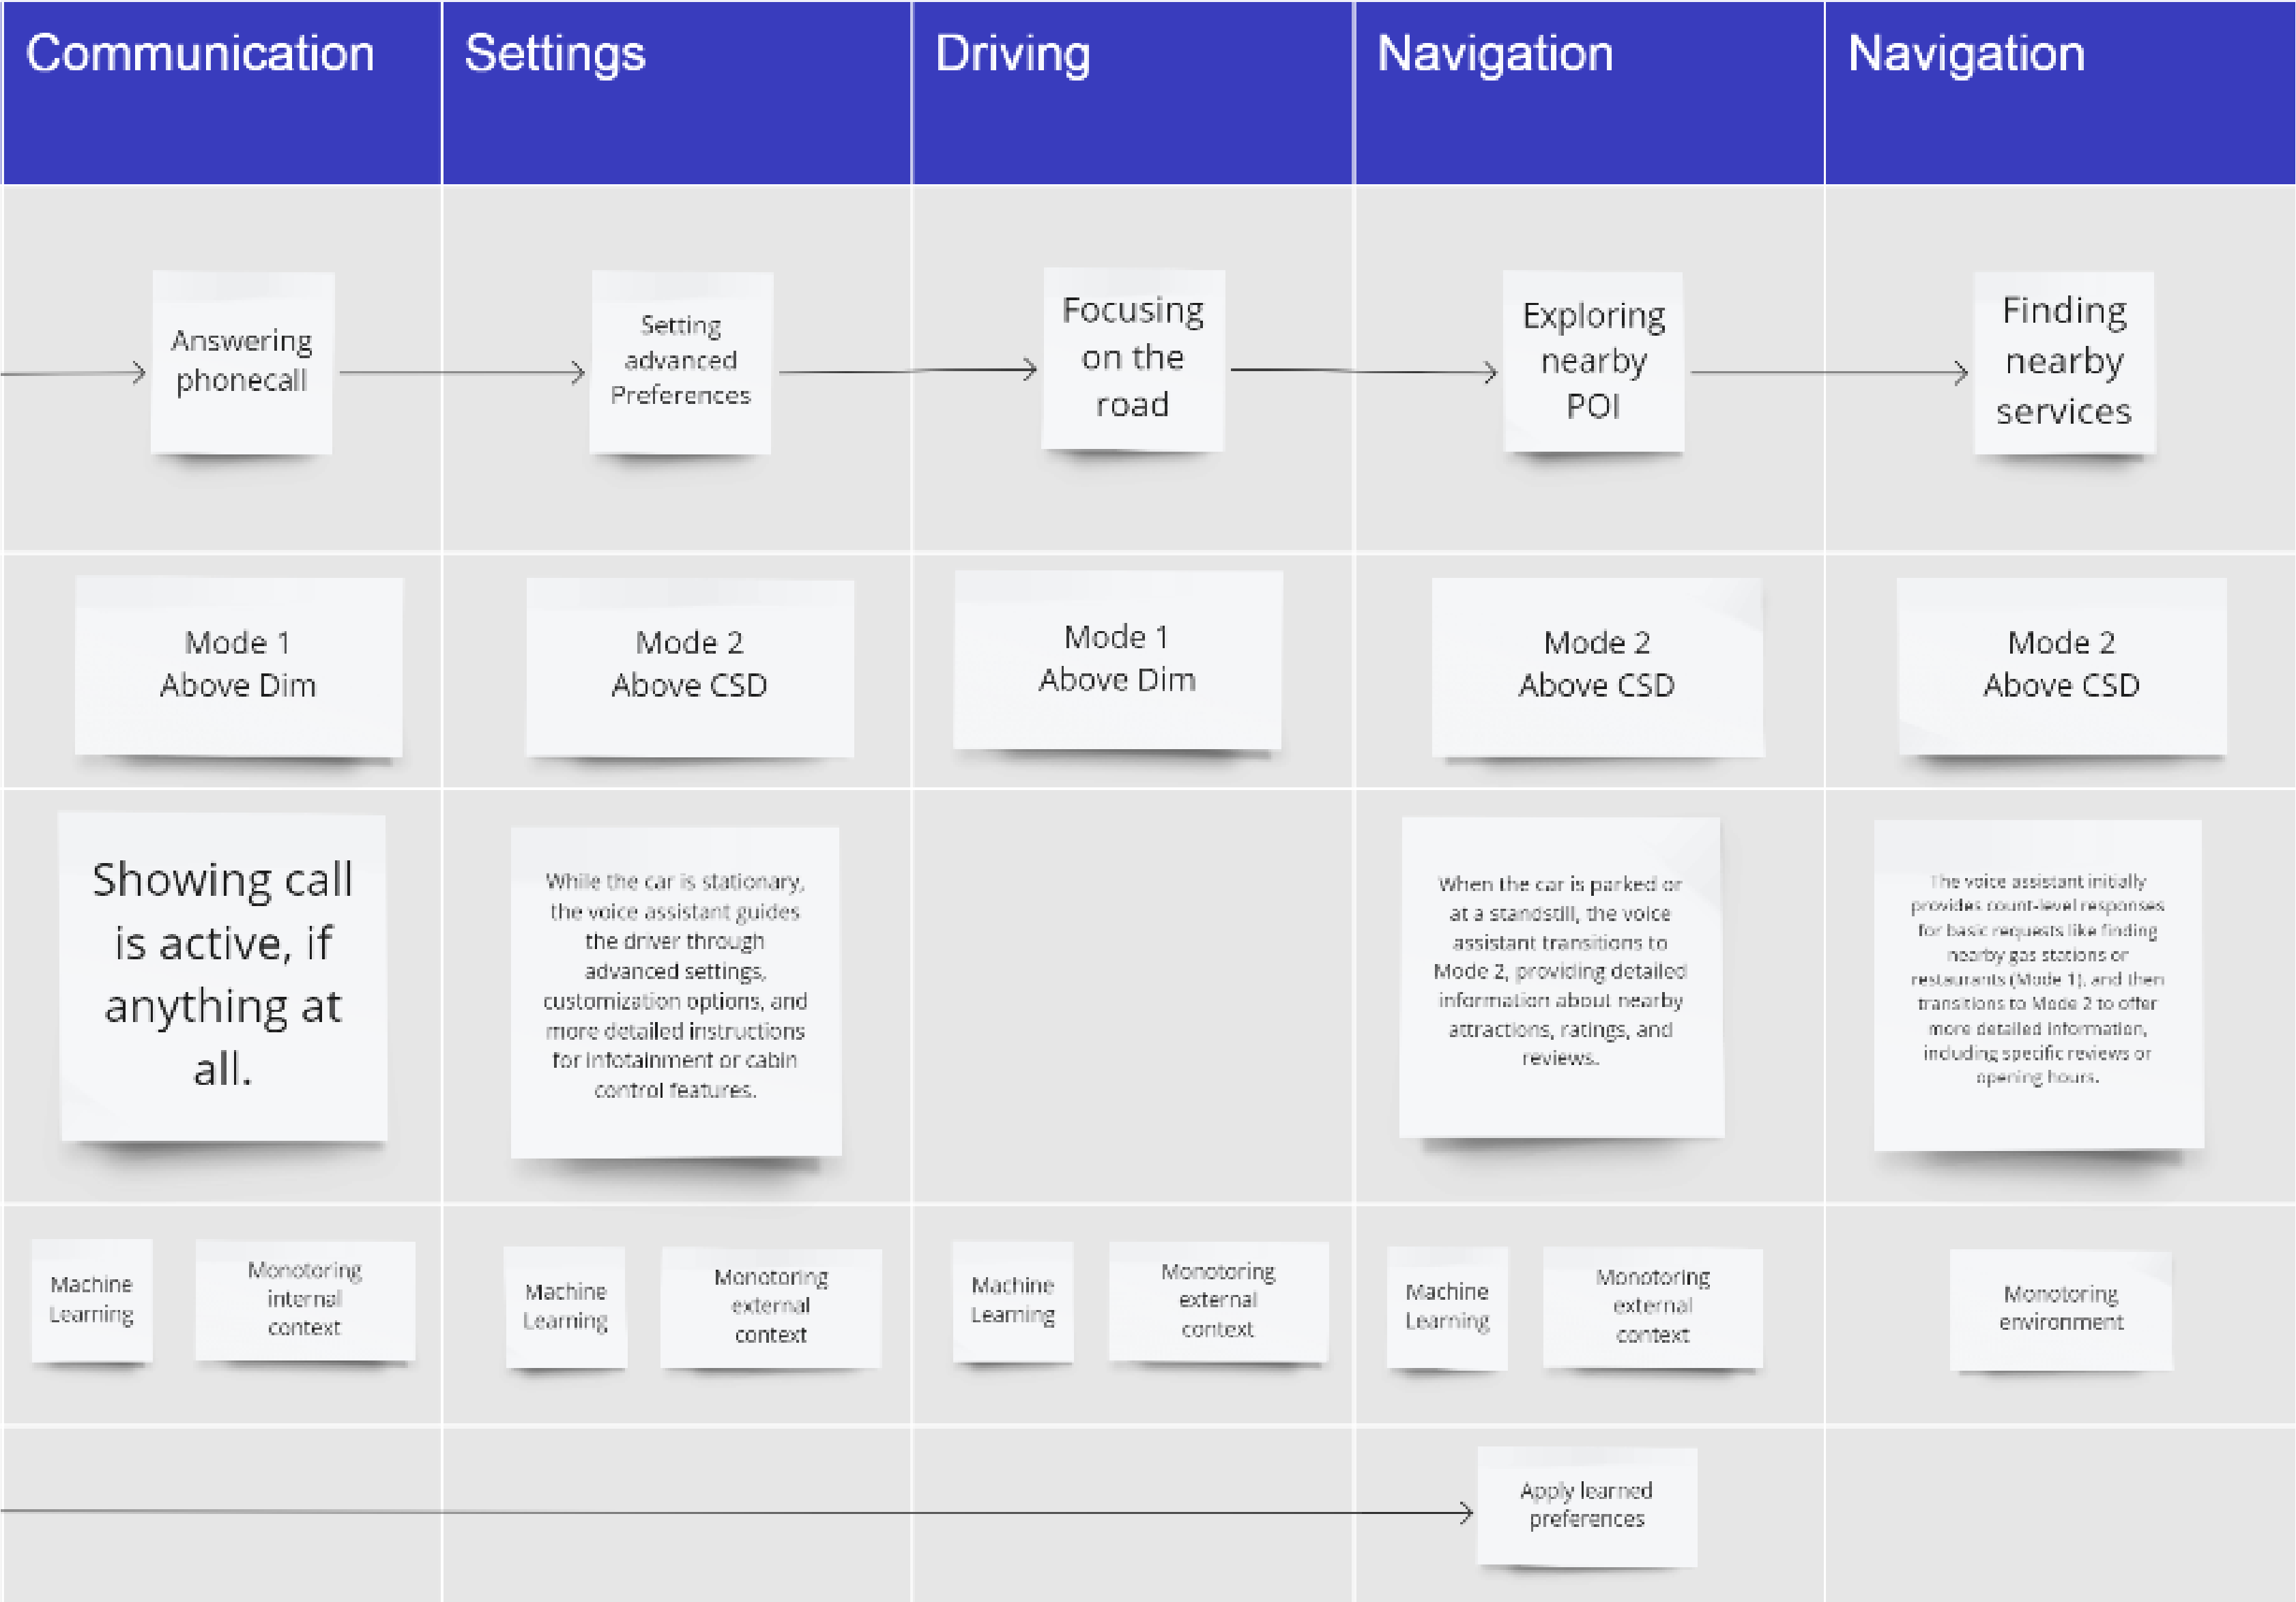 Communication
Settings
Driving
Navigation
Navigation
Answering
phonecall
Setting
advanced
Preferences
Focusing
on the
road
Exploring
nearby
POI
Finding
nearby
services
Mode 1
Above Dim
Mode 2
Above CSD
Mode 1
Above Dim
Mode 2
Above CSD
Mode 2
Above CSD
Showing call
is active, if
anything at
all.
While the car is stationary,
the voice assistant guides
the driver through
advanced settings,
customization options, and
more detailed instructions
for infotainment or cabin
control features.
When the car is parked or
at a standstill, the voice
assistant transitions to
Mode 2, providing detailed
information about nearby
attractions, ratings, and
reviews.
The voice assistant initially
provides count-level responses
for basic requests like finding
nearby gas stations or
restaurants (Mode 1), and then
transitions to Mode 2 to offer
more detailed information,
including specific reviews or
opening hours.
Machine
Learning
Monotoring
internal
context
Machine
Learning
Monotoring
external
context
Machine
Learning
Monotoring
external
context
Machine
Learning
Monotoring
external
context
Monotoring
environment
Apply learned
preferences